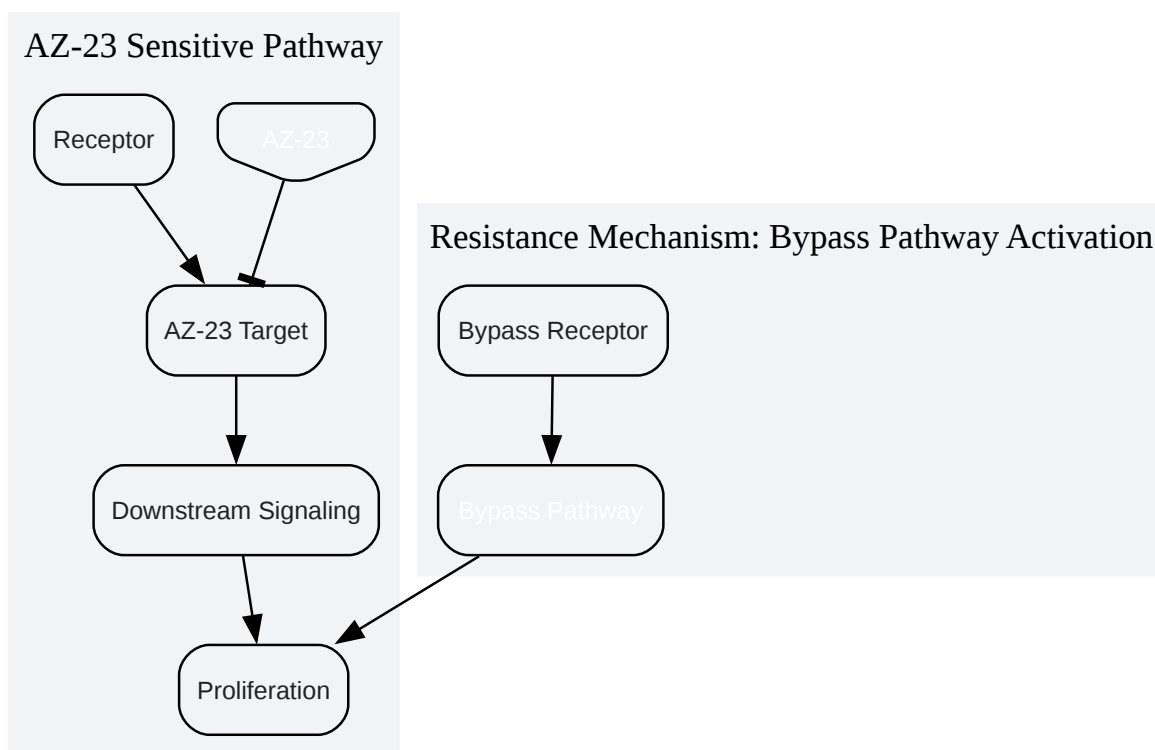 AZ-23 Sensitive Pathway
Receptor
AZ-23
Resistance Mechanism: Bypass Pathway Activation
AZ-23 Target
Bypass Receptor
Downstream Signaling
Bypass Pathway
Proliferation